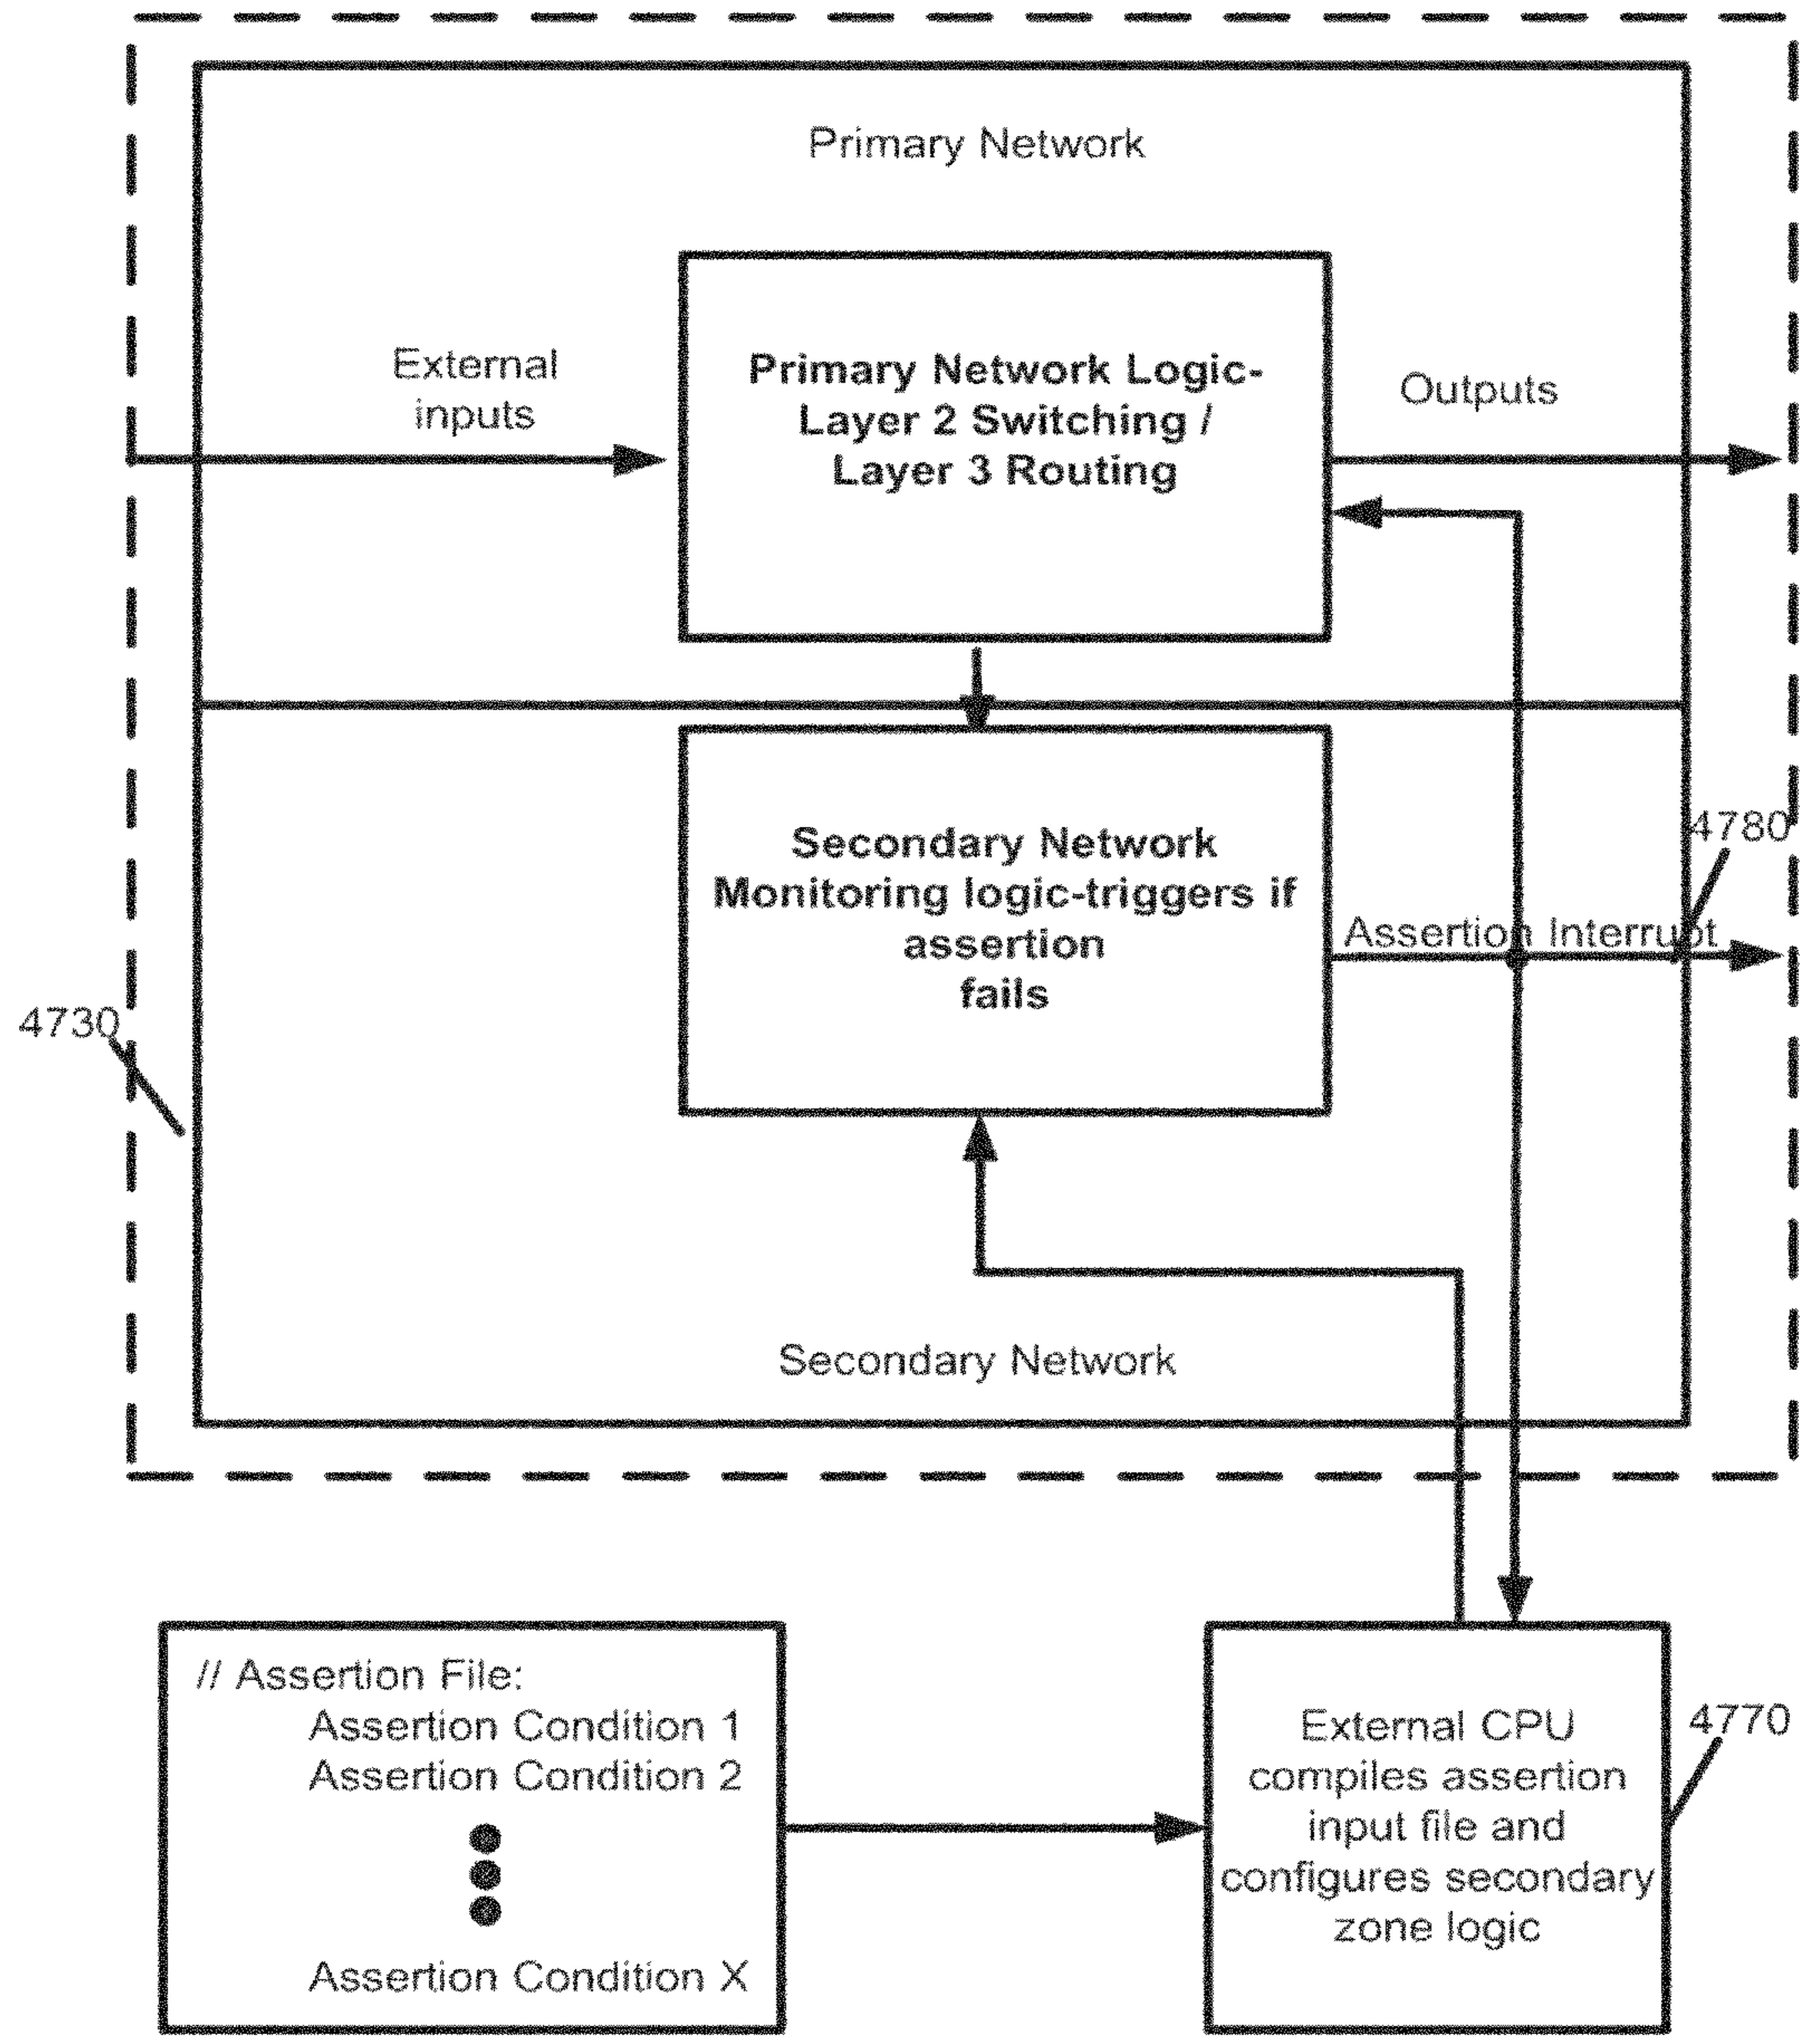 Primary Network
External
inputs
Primary Network Logic-
Layer 2 Switching /
Layer 3 Routing
Outputs
4780
Secondary Network
Monitoring logic-triggers if
assertion
fails
Assertion Interrupt
4730
Secondary Network
// Assertion File:
Assertion Condition 1
Assertion Condition 2
Assertion Condition X
External CPU
compiles assertion
input file and
configures secondary
zone logic
4770